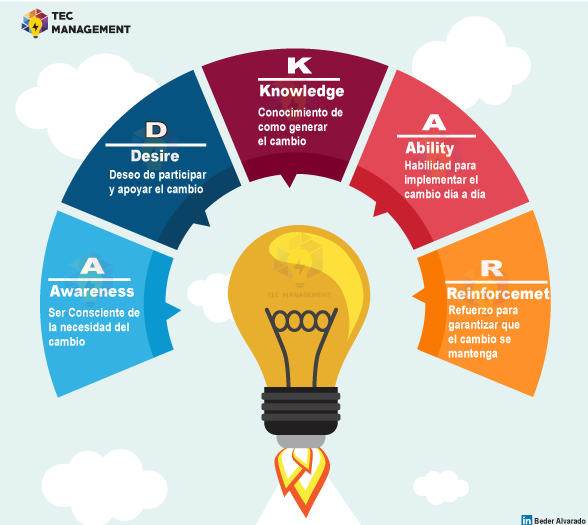 TEC
MANAGEMENT
A
Awareness
Ser Consciente de
la necesidad del
cambio
D
Desire
Deseo de participar
y apoyar el cambio
K
Knowledge
Conocimiento de
como generar
el cambio
A
Ability
Habilidad para
implementar el
cambio día a día
R
Reinforcemet
Refuerzo para
garantizar que
el cambio se
mantenga
TEC MANAGEMENT
in Beder Alvarado